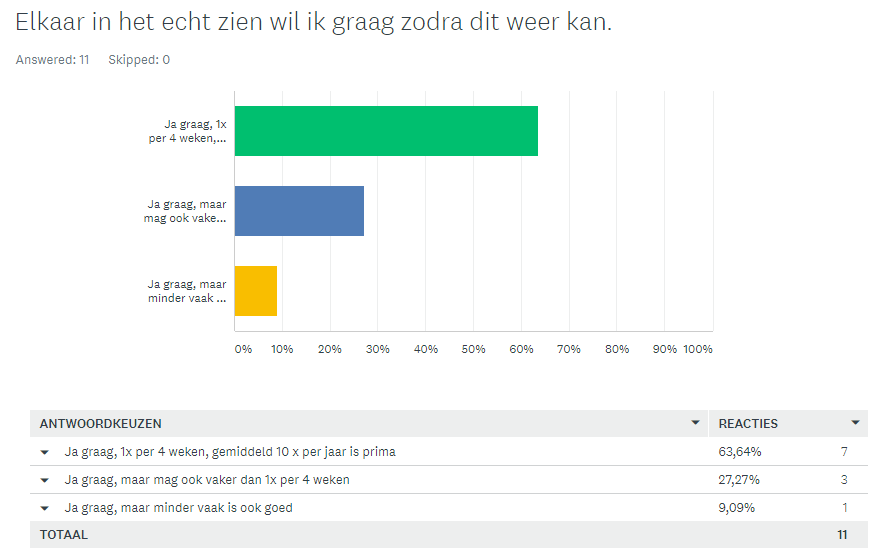 Elkaar in het echt zien wil ik graag zodra dit weer kan.
Answered: 11 Skipped: 0
Ja graag, 1x
per 4 weken,...
Ja graag, maar
mag ook vake...
Ja graag, maar
minder vaak ...
0% 10% 20% 30% 40% 50% 60% 70% 80% 90% 100%
ANTWOORDKEUZEN REACTIES
Ja graag, 1x per 4 weken, gemiddeld 10 x per jaar is prima 63,64% 7
Ja graag, maar mag ook vaker dan 1x per 4 weken 27,27% 3
Ja graag, maar minder vaak is ook goed 9,09% 1
TOTAAL 11